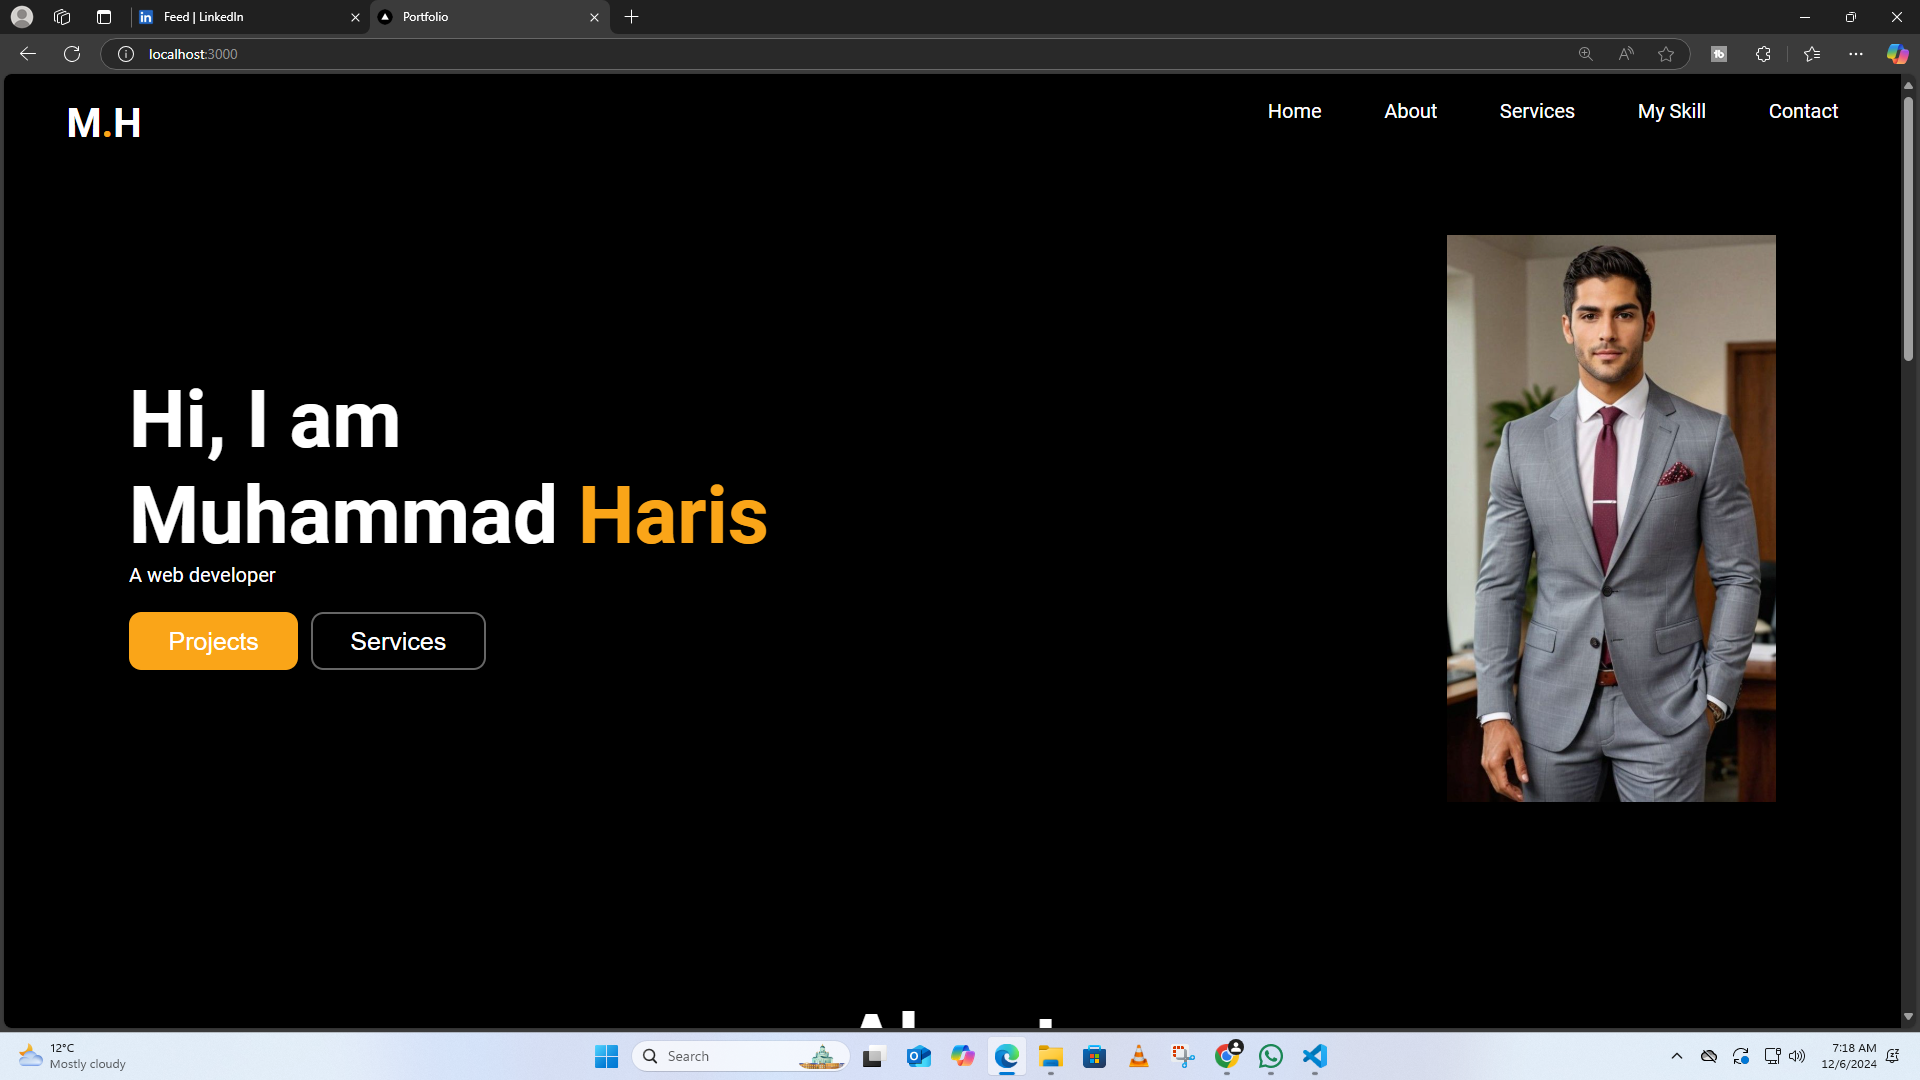 Feed | LinkedIn
Portfolio
localhost:3000
M.H
Home
About
Services
My Skill
Contact
Hi, I am
Muhammad Haris
A web developer
Projects
Services
12°C
Mostly cloudy
Search
7:18 AM
12/6/2024